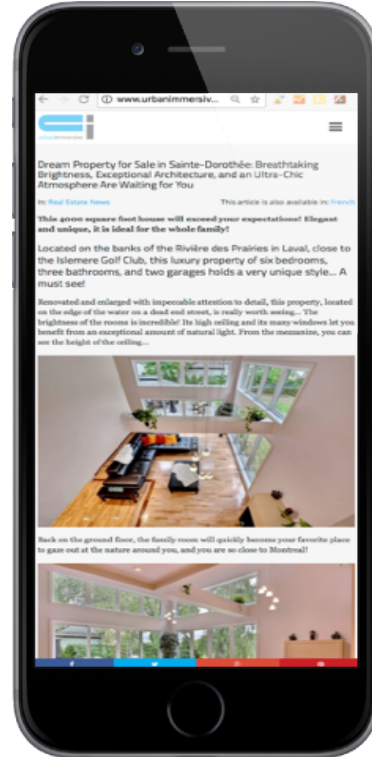 www.urbanimmersiv...
urbanimmersive
Dream Property for Sale in Sainte-Dorothée: Breathtaking
Brightness, Exceptional Architecture, and an Ultra-Chic
Atmosphere Are Waiting for You
In: Real Estate News This article is also available in: French
This 4000 square foot house will exceed your expectations! Elegant
and unique, it is ideal for the whole family!
Located on the banks of the Rivière des Prairies in Laval, close to
the Islemere Golf Club, this luxury property of six bedrooms,
three bathrooms, and two garages holds a very unique style... A
must see!
Renovated and enlarged with impeccable attention to detail, this property, located
on the edge of the water on a dead end street, is really worth seeing... The
brightness of the rooms is incredible! Its high ceiling and its many windows let you
benefit from an exceptional amount of natural light. From the mezzanine, you can
see the height of the ceiling...
Back on the ground floor, the family room will quickly become your favorite place
to gaze out at the nature around you, and you are so close to Montreal!